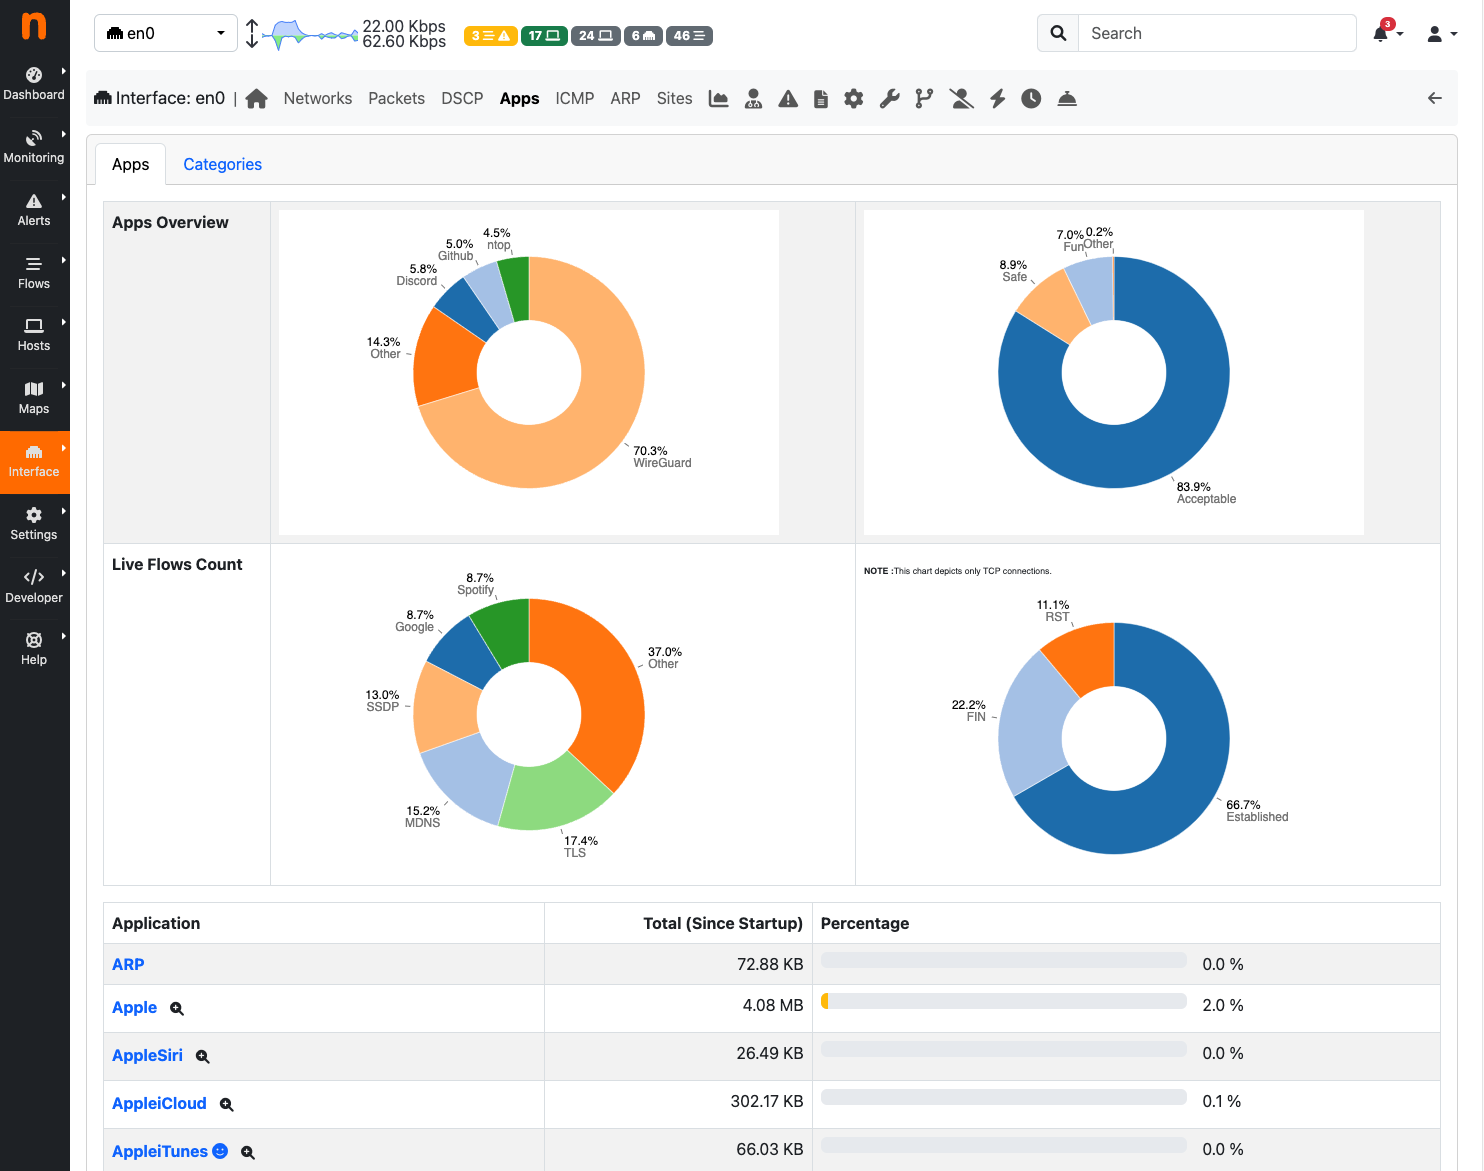 n
en0
22.00 Kbps
62.60 Kbps
3
17
24
6
46
Search
3
Dashboard
Monitoring
Alerts
Flows
Hosts
Maps
Interface
Settings
Developer
Help
Interface: en0 | Networks Packets DSCP Apps ICMP ARP Sites
Apps Categories
Apps Overview
4.5%
ntop
5.0%
Github
5.8%
Discord
14.3%
Other
70.3%
WireGuard
0.2%
Other
7.0%
Fun
8.9%
Safe
83.9%
Acceptable
Live Flows Count
8.7%
Spotify
8.7%
Google
37.0%
Other
13.0%
SSDP
15.2%
MDNS
17.4%
TLS
NOTE :This chart depicts only TCP connections.
11.1%
RST
22.2%
FIN
66.7%
Established
Application Total (Since Startup) Percentage
ARP 72.88 KB 0.0 %
Apple 4.08 MB 2.0 %
AppleSiri 26.49 KB 0.0 %
AppleiCloud 302.17 KB 0.1 %
AppleiTunes 66.03 KB 0.0 %